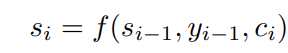 s_i = f(s_{i-1}, y_{i-1}, c_i)